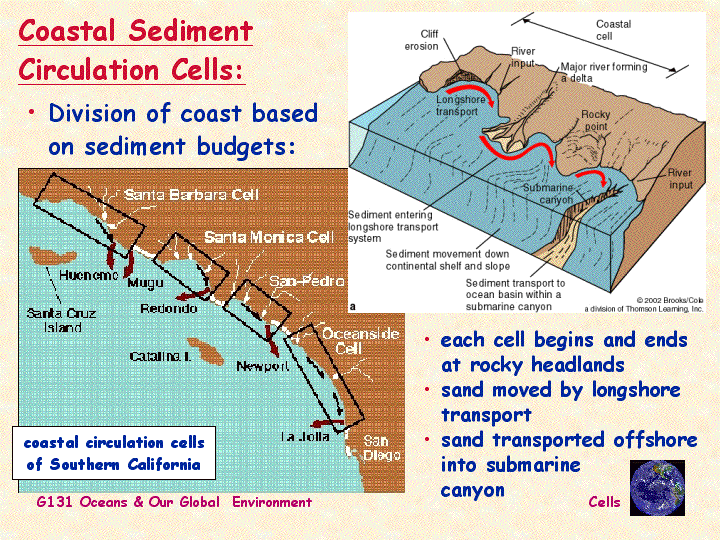 Coastal Sediment
Circulation Cells:
• Division of coast based
on sediment budgets:
Coastal
cell
Cliff
erosion
River
input
Major river forming
a delta
Longshore
transport
Rocky
point
River
input
Submarine
canyon
Sediment entering
longshore transport
system
Sediment movement down
continental shelf and slope
Sediment transport to
ocean basin within a
submarine canyon
a
© 2002 Brooks/Cole
a division of Thomson Learning, Inc.
Santa Barbara Cell
Santa Monica Cell
San Pedro
Hueneme
Mugu
Redondo
Santa Cruz
Island
Oceanside
Cell
Catalina I.
Newport
La Jolla
San
Diego
coastal circulation cells
of Southern California
• each cell begins and ends
at rocky headlands
• sand moved by longshore
transport
• sand transported offshore
into submarine
canyon
G131 Oceans & Our Global Environment
Cells